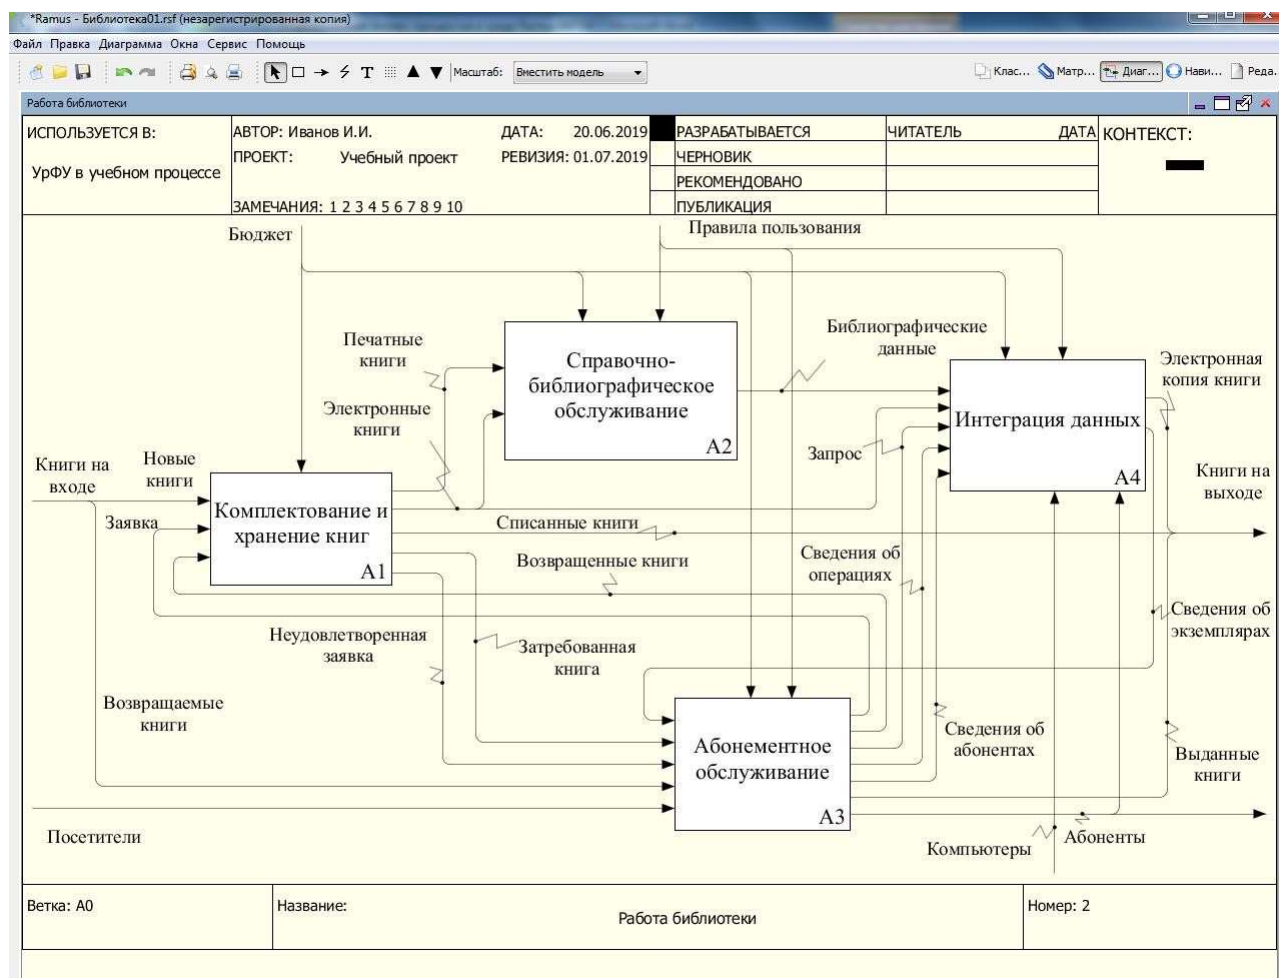 *Ramus - Библиотека01.rsf (незарегистрированная копия)
Файл Правка Диаграмма Окна Сервис Помощь
Масштаб: Вместить модель
Клас... Матр... Диаг... Нави... Реда.
Работа библиотеки
ИСПОЛЬЗУЕТСЯ В:
УрФУ в учебном процессе
АВТОР: Иванов И.И.
ДАТА: 20.06.2019
ПРОЕКТ: Учебный проект
РЕВИЗИЯ: 01.07.2019
ЗАМЕЧАНИЯ: 1 2 3 4 5 6 7 8 9 10
РАЗРАБАТЫВАЕТСЯ
ЧЕРНОВИК
РЕКОМЕНДОВАНО
ПУБЛИКАЦИЯ
ЧИТАТЕЛЬ
ДАТА
КОНТЕКСТ:
Бюджет
Правила пользования
Печатные
книги
Справочно-
библиографическое
обслуживание
A2
Библиографические
данные
Электронная
копия книги
Электронные
книги
Интеграция данных
A4
Запрос
Книги на
входе
Новые
книги
Книги на
выходе
Заявка
Комплектование и
хранение книг
A1
Списанные книги
Возвращенные книги
Сведения об
операциях
Сведения об
экземплярах
Неудовлетворенная
заявка
Затребованная
книга
Возвращаемые
книги
Абонементное
обслуживание
A3
Сведения об
абонентах
Выданные
книги
Посетители
Компьютеры
Абоненты
Ветка: A0
Название:
Работа библиотеки
Номер: 2